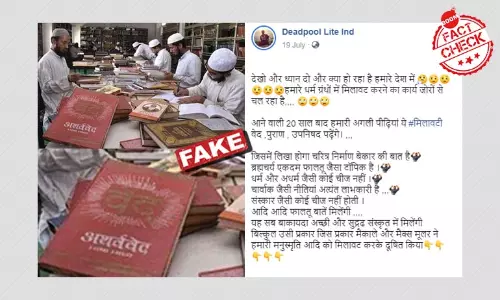 वेद
अथर्ववेद
वेद
अथर्ववेद
FAKE
Deadpool Lite Ind
19 July
100%
FACT
CHECK
देखो और ध्यान दो और क्या हो रहा है हमारे देश में
हमारे धर्म ग्रंथों में मिलावट करने का कार्य जोरों से
चल रहा है....
आने वाली 20 साल बाद हमारी अगली पीढ़ियां ये #मिलावटी
वेद ,पुराण , उपनिषद पढ़ेंगे। ...
जिसमें लिखा होगा चरित्र निर्माण बेकार की बात है
ब्रह्मचर्य एकदम फालतू जैसा टॉपिक है ।
धर्म और अधर्म जैसी कोई चीज नहीं ।
चार्वाक जैसी नीतियां अत्यंत लाभकारी है ...
संस्कार जैसी कोई चीज नहीं होती ।
आदि आदि फालतू बातें मिलेंगी ....
यह सब बाकायदा अच्छी और सुदृढ संस्कृत में मिलेंगी
बिल्कुल उसी प्रकार जिस प्रकार मैकाले और मैक्स मूलर ने
हमारी मनुस्मृति आदि को मिलावट करके दूषित किया